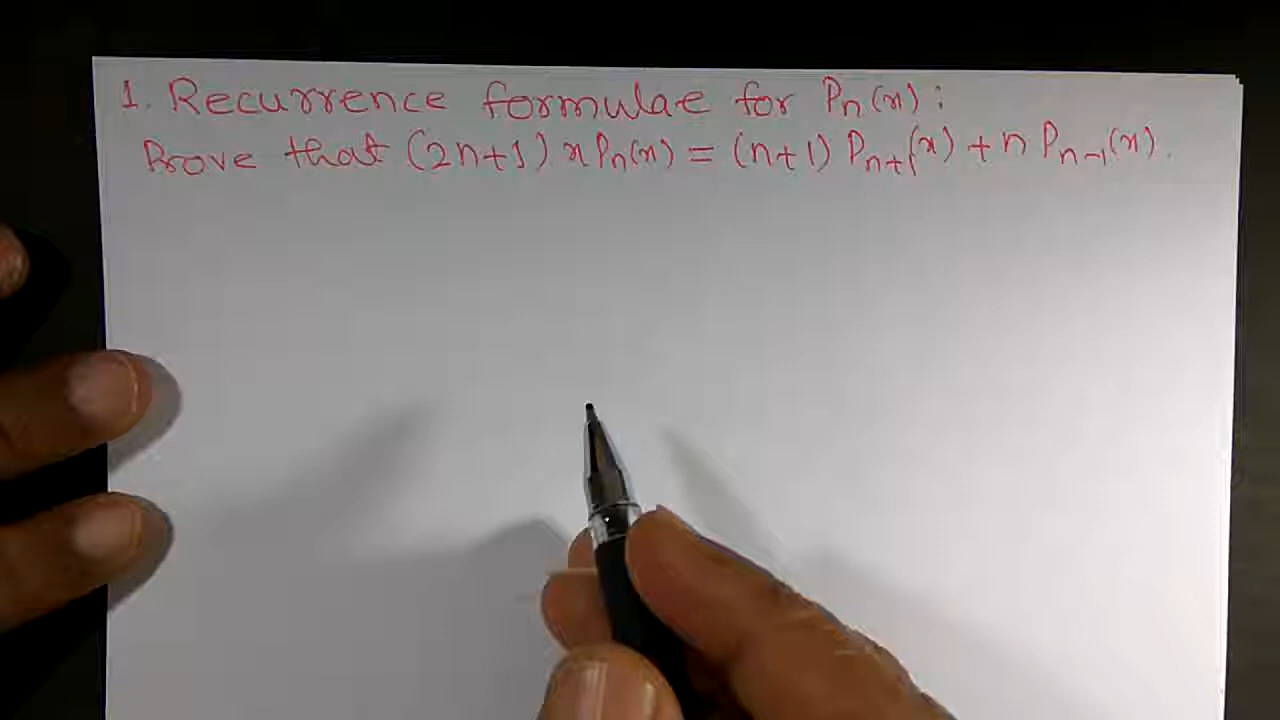 1. Recurrence formulae for Pn(x):
Prove that (2n+1) x Pn(x) = (n+1) Pn+1(x) + n Pn-1(x).